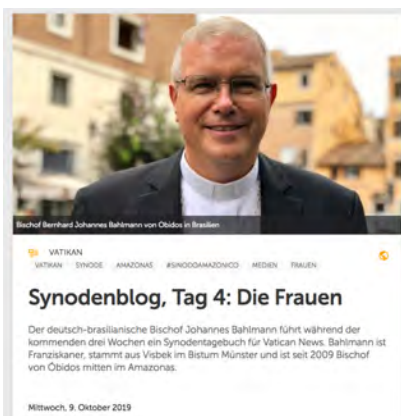 Bischof Bernhard Johannes Bahlmann von Obidos in Brasilien
VATIKAN
VATIKAN SYNODE AMAZONAS #SINODOAMAZONICO MEDIEN FRAUEN
Synodenblog, Tag 4: Die Frauen
Der deutsch-brasilianische Bischof Johannes Bahlmann führt während der
kommenden drei Wochen ein Synodentagebuch für Vatican News. Bahlmann ist
Franziskaner, stammt aus Visbek im Bistum Münster und ist seit 2009 Bischof
von Óbidos mitten im Amazonas.
Mittwoch, 9. Oktober 2019